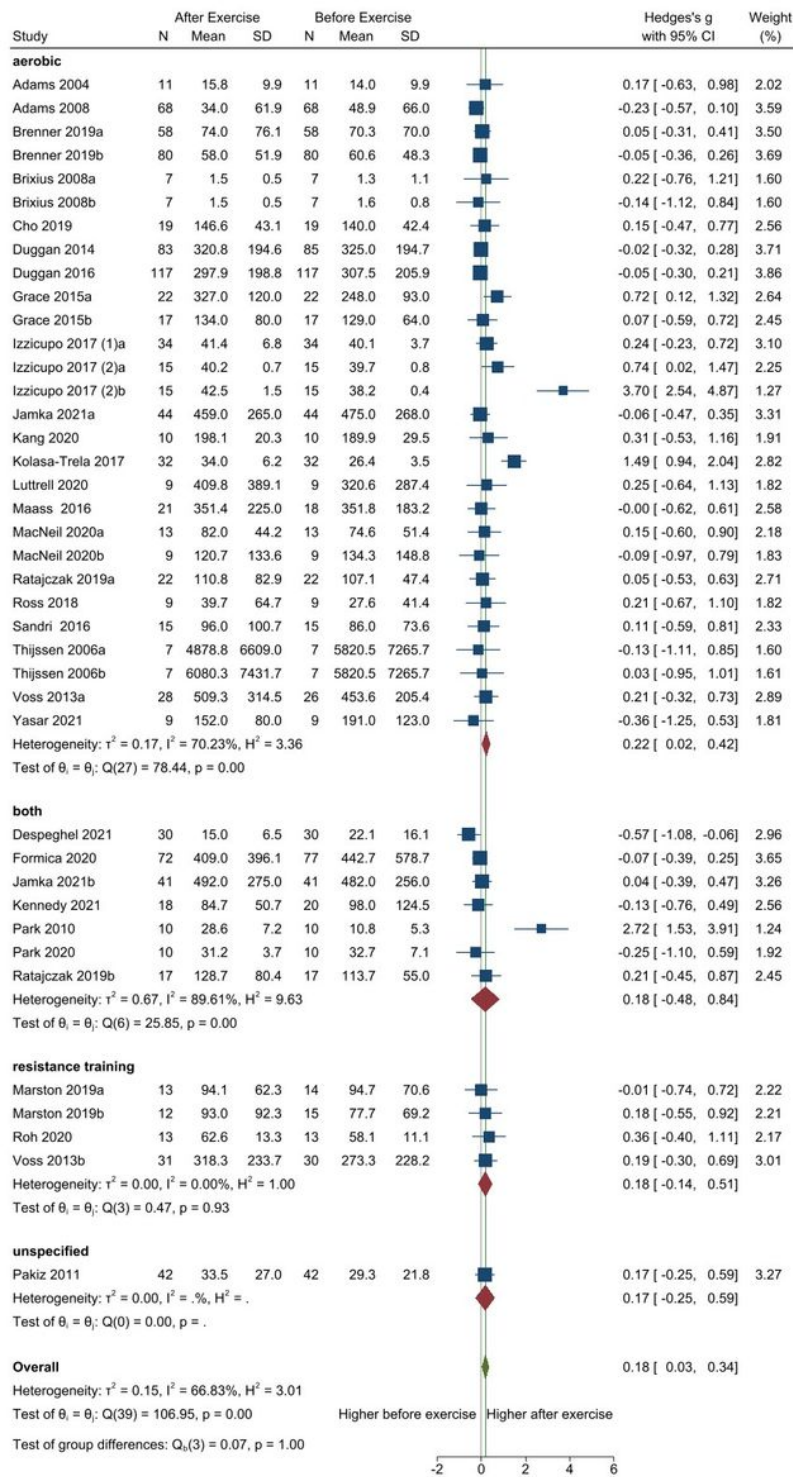 After Exercise Before Exercise Hedges's g Weight
Study N Mean SD N Mean SD with 95% CI (%)
aerobic
Adams 2004 11 15.8 9.9 11 14.0 9.9 0.17 [ -0.63, 0.98] 2.02
Adams 2008 68 34.0 61.9 68 48.9 66.0 -0.23 [ -0.57, 0.10] 3.59
Brenner 2019a 58 74.0 76.1 58 70.3 70.0 0.05 [ -0.31, 0.41] 3.50
Brenner 2019b 80 58.0 51.9 80 60.6 48.3 -0.05 [ -0.36, 0.26] 3.69
Brixius 2008a 7 1.5 0.5 7 1.3 1.1 0.22 [ -0.76, 1.21] 1.60
Brixius 2008b 7 1.5 0.5 7 1.6 0.8 -0.14 [ -1.12, 0.84] 1.60
Cho 2019 19 146.6 43.1 19 140.0 42.4 0.15 [ -0.47, 0.77] 2.56
Duggan 2014 83 320.8 194.6 85 325.0 194.7 -0.02 [ -0.32, 0.28] 3.71
Duggan 2016 117 297.9 198.8 117 307.5 205.9 -0.05 [ -0.30, 0.21] 3.86
Grace 2015a 22 327.0 120.0 22 248.0 93.0 0.72 [ 0.12, 1.32] 2.64
Grace 2015b 17 134.0 80.0 17 129.0 64.0 0.07 [ -0.59, 0.72] 2.45
Izzicupo 2017 (1)a 34 41.4 6.8 34 40.1 3.7 0.24 [ -0.23, 0.72] 3.10
Izzicupo 2017 (2)a 15 40.2 0.7 15 39.7 0.8 0.74 [ 0.02, 1.47] 2.25
Izzicupo 2017 (2)b 15 42.5 1.5 15 38.2 0.4 3.70 [ 2.54, 4.87] 1.27
Jamka 2021a 44 459.0 265.0 44 475.0 268.0 -0.06 [ -0.47, 0.35] 3.31
Kang 2020 10 198.1 20.3 10 189.9 29.5 0.31 [ -0.53, 1.16] 1.91
Kolasa-Trela 2017 32 34.0 6.2 32 26.4 3.5 1.49 [ 0.94, 2.04] 2.82
Luttrell 2020 9 409.8 389.1 9 320.6 287.4 0.25 [ -0.64, 1.13] 1.82
Maass 2016 21 351.4 225.0 18 351.8 183.2 -0.00 [ -0.62, 0.61] 2.58
MacNeil 2020a 13 82.0 44.2 13 74.6 51.4 0.15 [ -0.60, 0.90] 2.18
MacNeil 2020b 9 120.7 133.6 9 134.3 148.8 -0.09 [ -0.97, 0.79] 1.83
Ratajczak 2019a 22 110.8 82.9 22 107.1 47.4 0.05 [ -0.53, 0.63] 2.71
Ross 2018 9 39.7 64.7 9 27.6 41.4 0.21 [ -0.67, 1.10] 1.82
Sandri 2016 15 96.0 100.7 15 86.0 73.6 0.11 [ -0.59, 0.81] 2.33
Thijssen 2006a 7 4878.8 6609.0 7 5820.5 7265.7 -0.13 [ -1.11, 0.85] 1.60
Thijssen 2006b 7 6080.3 7431.7 7 5820.5 7265.7 0.03 [ -0.95, 1.01] 1.61
Voss 2013a 28 509.3 314.5 26 453.6 205.4 0.21 [ -0.32, 0.73] 2.89
Yasar 2021 9 152.0 80.0 9 191.0 123.0 -0.36 [ -1.25, 0.53] 1.81
Heterogeneity: τ² = 0.17, I² = 70.23%, H² = 3.36 0.22 [ 0.02, 0.42]
Test of θᵢ = θⱼ: Q(27) = 78.44, p = 0.00
both
Despeghel 2021 30 15.0 6.5 30 22.1 16.1 -0.57 [ -1.08, -0.06] 2.96
Formica 2020 72 409.0 396.1 77 442.7 578.7 -0.07 [ -0.39, 0.25] 3.65
Jamka 2021b 41 492.0 275.0 41 482.0 256.0 0.04 [ -0.39, 0.47] 3.26
Kennedy 2021 18 84.7 50.7 20 98.0 124.5 -0.13 [ -0.76, 0.49] 2.56
Park 2010 10 28.6 7.2 10 10.8 5.3 2.72 [ 1.53, 3.91] 1.24
Park 2020 10 31.2 3.7 10 32.7 7.1 -0.25 [ -1.10, 0.59] 1.92
Ratajczak 2019b 17 128.7 80.4 17 113.7 55.0 0.21 [ -0.45, 0.87] 2.45
Heterogeneity: τ² = 0.67, I² = 89.61%, H² = 9.63 0.18 [ -0.48, 0.84]
Test of θᵢ = θⱼ: Q(6) = 25.85, p = 0.00
resistance training
Marston 2019a 13 94.1 62.3 14 94.7 70.6 -0.01 [ -0.74, 0.72] 2.22
Marston 2019b 12 93.0 92.3 15 77.7 69.2 0.18 [ -0.55, 0.92] 2.21
Roh 2020 13 62.6 13.3 13 58.1 11.1 0.36 [ -0.40, 1.11] 2.17
Voss 2013b 31 318.3 233.7 30 273.3 228.2 0.19 [ -0.30, 0.69] 3.01
Heterogeneity: τ² = 0.00, I² = 0.00%, H² = 1.00 0.18 [ -0.14, 0.51]
Test of θᵢ = θⱼ: Q(3) = 0.47, p = 0.93
unspecified
Pakiz 2011 42 33.5 27.0 42 29.3 21.8 0.17 [ -0.25, 0.59] 3.27
Heterogeneity: τ² = 0.00, I² = .%, H² = . 0.17 [ -0.25, 0.59]
Test of θᵢ = θⱼ: Q(0) = 0.00, p = .
Overall 0.18 [ 0.03, 0.34]
Heterogeneity: τ² = 0.15, I² = 66.83%, H² = 3.01
Test of θᵢ = θⱼ: Q(39) = 106.95, p = 0.00 Higher before exercise Higher after exercise
Test of group differences: Q_b(3) = 0.07, p = 1.00
-2 0 2 4 6